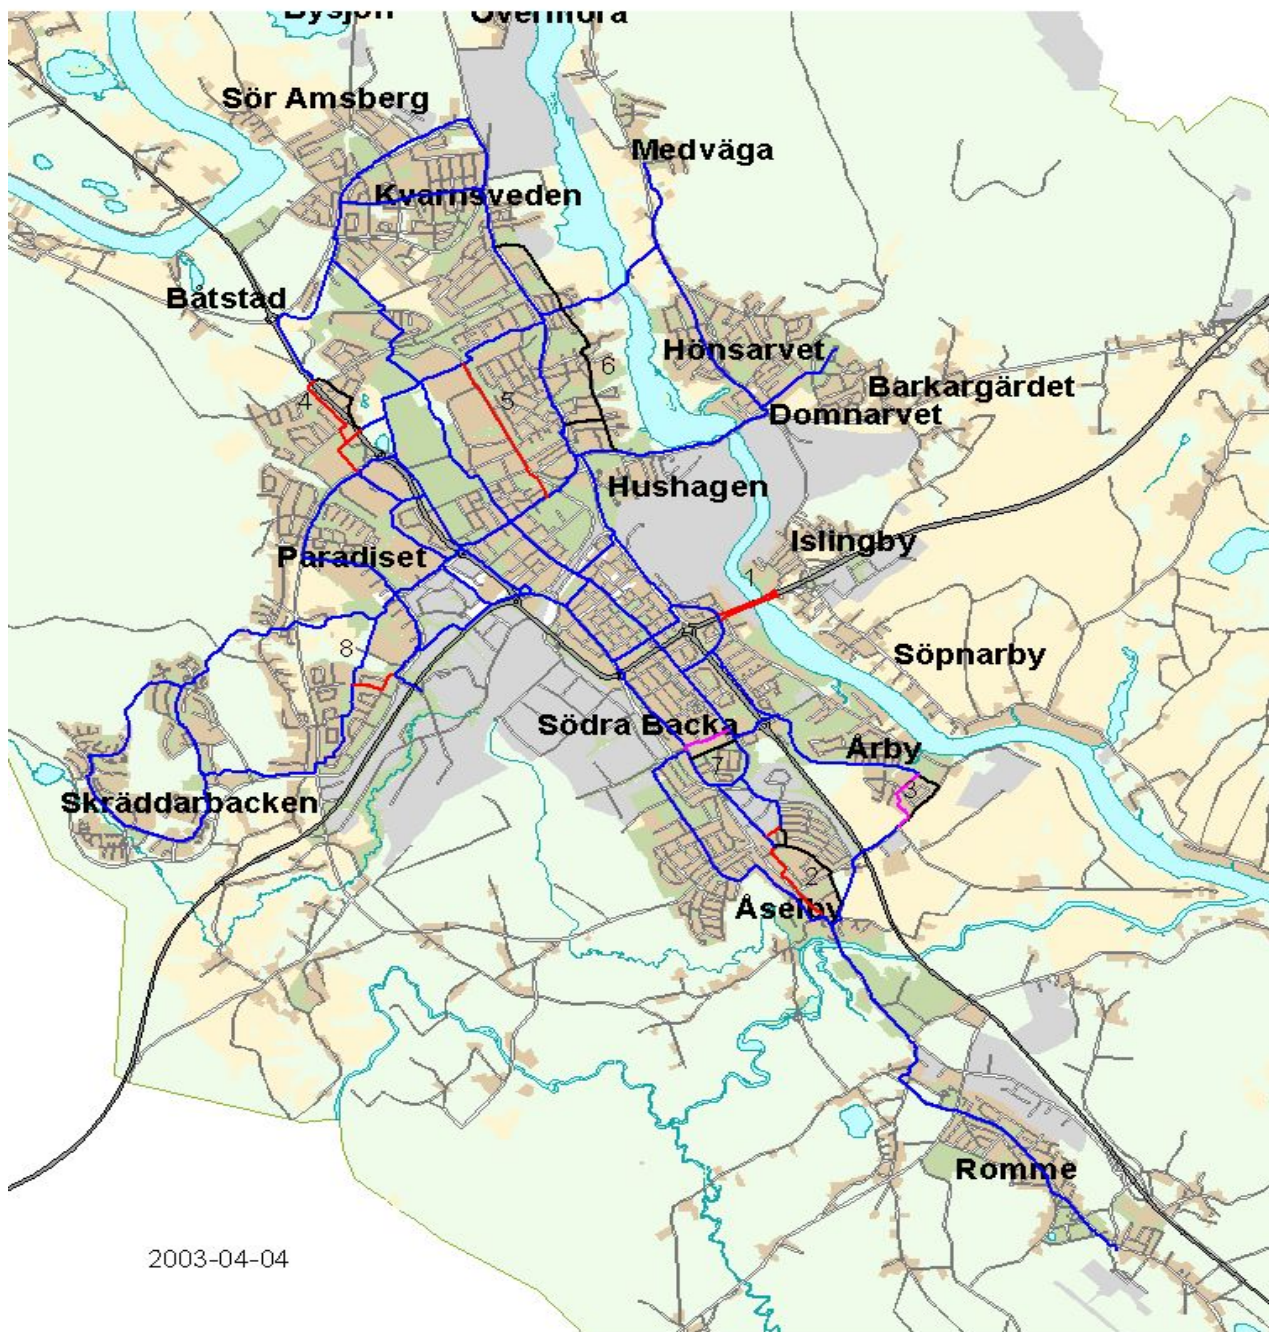 Sör Amsberg
Medväga
Kvarnsveden
Båtstad
Hönsarvet
6
Barkargärdet
4
5
Domnarvet
Hushagen
Islingby
Paradiset
1
8
Söpnarby
Södra Backa
Årby
7
3
Skräddarbacken
2
Åselby
Romme
2003-04-04